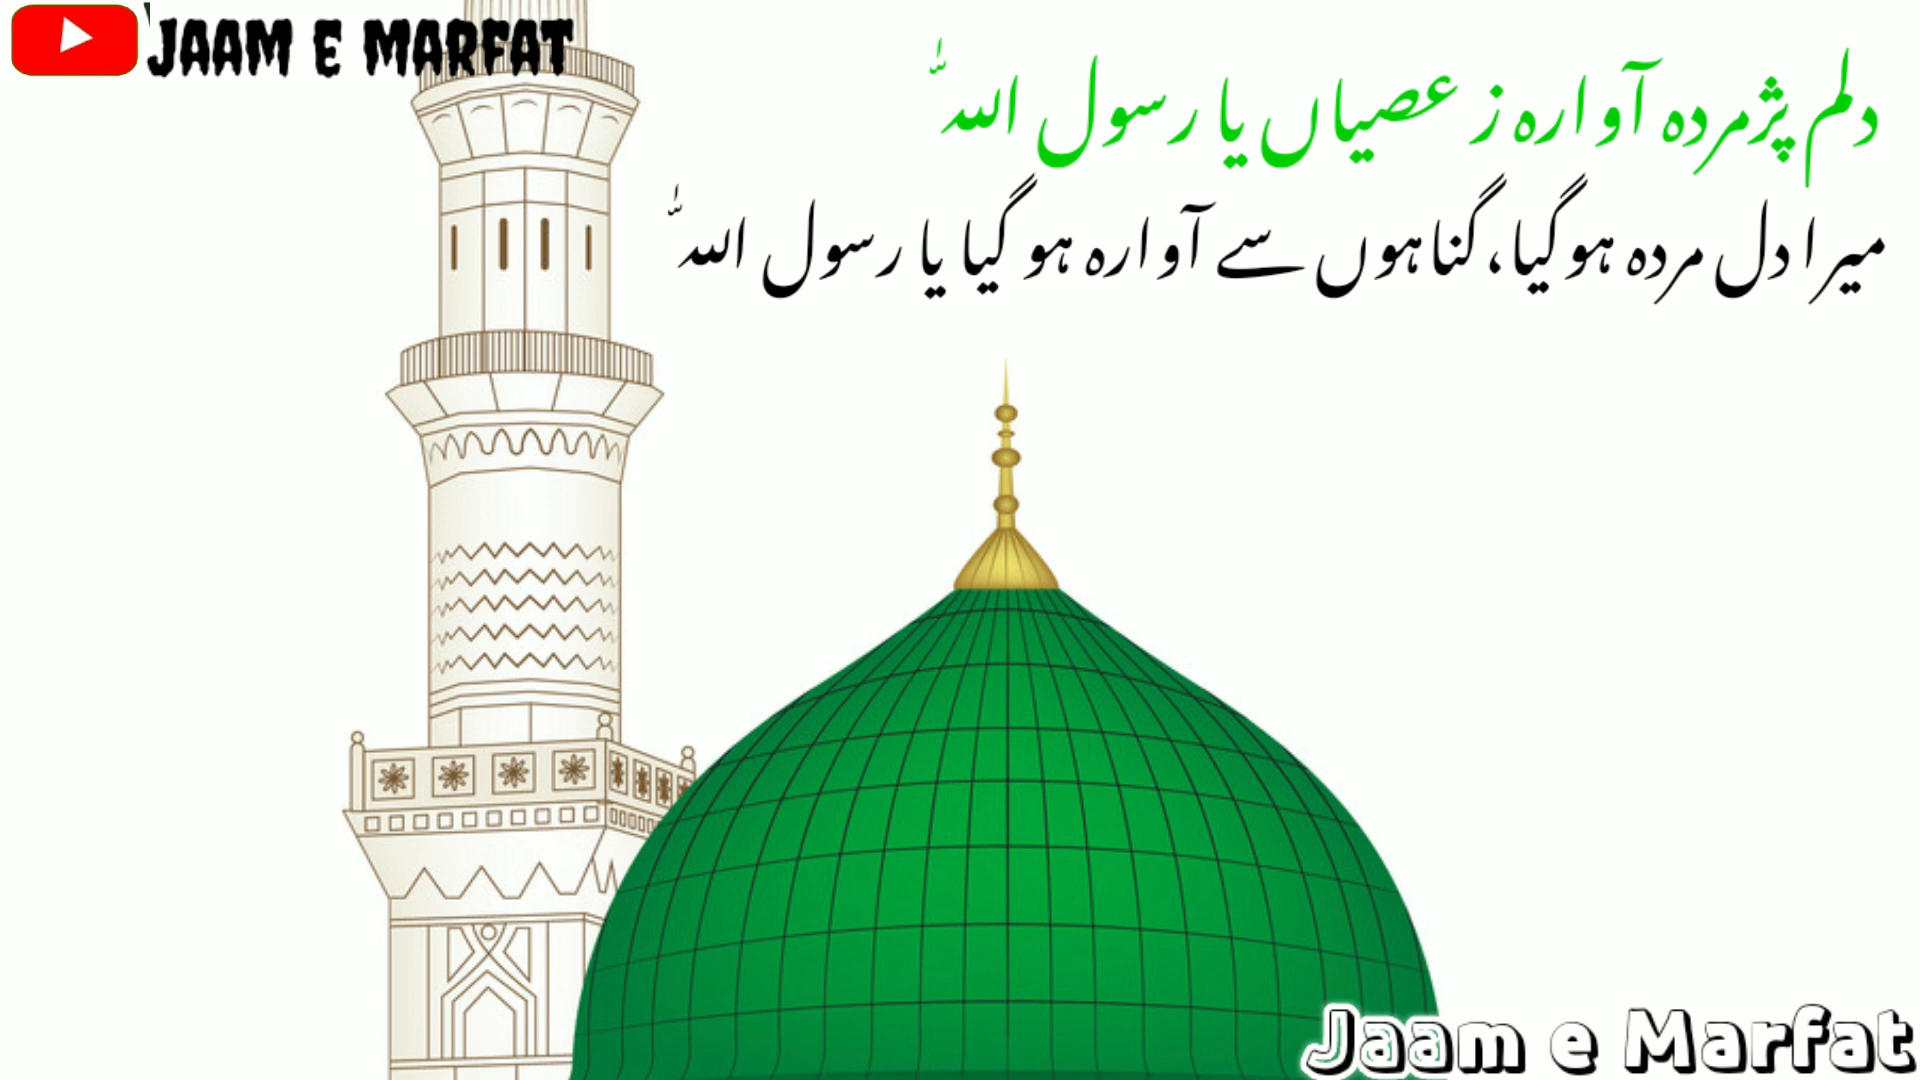 JAAM E MARFAT
دلم پژمردہ آوارہ ز عصیاں یا رسول اللہ
میرا دل مردہ ہوگیا، گناہوں سے آوارہ ہو گیا یا رسول اللہ
Jaam e Marfat